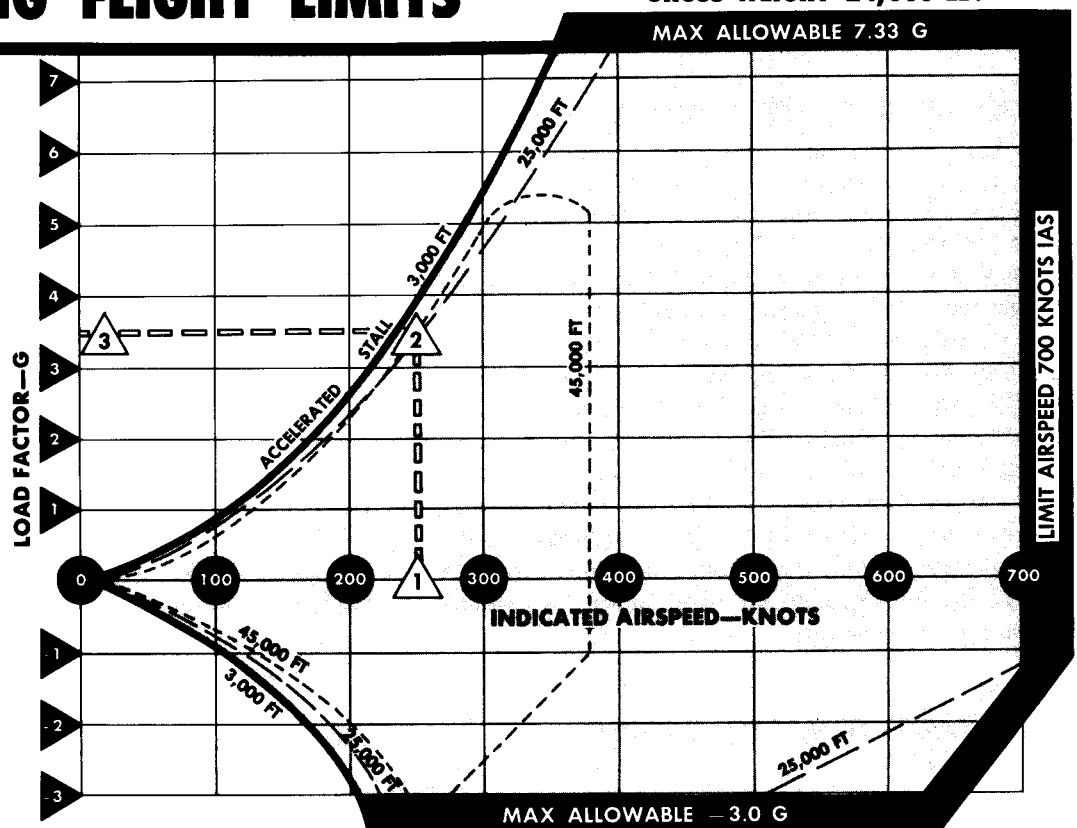 FLIGHT LIMITS
MAX ALLOWABLE 7.33 G
7
6
5
4
3
2
1
0
1
2
3
LOAD FACTOR—G
25,000 FT
3,000 FT
STALL
ACCELERATED
45,000 FT
3
2
1
0
100
200
300
400
500
600
700
INDICATED AIRSPEED—KNOTS
LIMIT AIRSPEED 700 KNOTS IAS
45,000 FT
3,000 FT
25,000 FT
25,000 FT
MAX ALLOWABLE —3.0 G